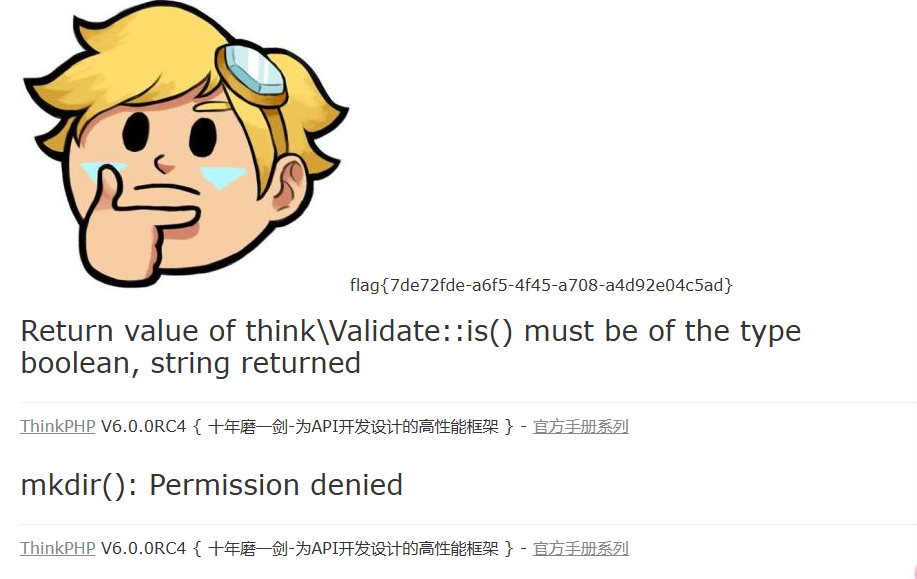 flag{7de72fde-a6f5-4f45-a708-a4d92e04c5ad}
Return value of think\Validate::is() must be of the type
boolean, string returned
ThinkPHP V6.0.0RC4 { 十年磨一剑-为API开发设计的高性能框架 } - 官方手册系列
mkdir(): Permission denied
ThinkPHP V6.0.0RC4 { 十年磨一剑-为API开发设计的高性能框架 } - 官方手册系列